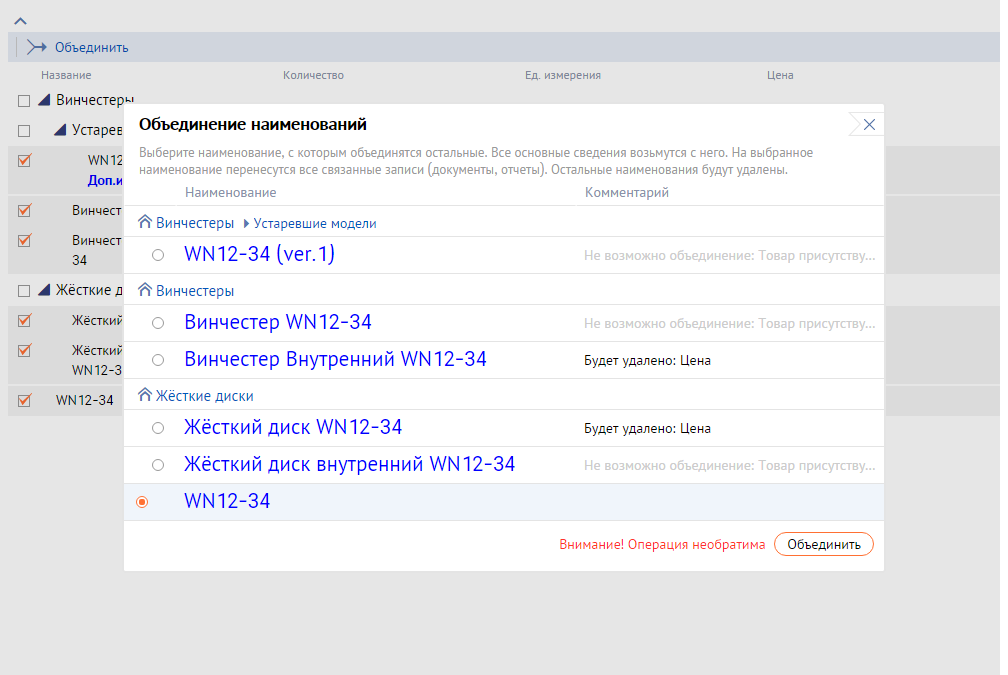 Объединить
Название Количество Ед. измерения Цена
Винчестеры
Устарев
WN12
Доп.и
Винчест
Винчест
34
Жёсткие д
Жёсткий
Жёсткий
WN12-3
WN12-34
Объединение наименований
Выберите наименование, с которым объединятся остальные. Все основные сведения возьмутся с него. На выбранное
наименование перенесутся все связанные записи (документы, отчеты). Остальные наименования будут удалены.
Наименование Комментарий
Винчестеры Устаревшие модели
WN12-34 (ver.1) Не возможно объединение: Товар присутству...
Винчестеры
Винчестер WN12-34 Не возможно объединение: Товар присутству...
Винчестер Внутренний WN12-34 Будет удалено: Цена
Жёсткие диски
Жёсткий диск WN12-34 Будет удалено: Цена
Жёсткий диск внутренний WN12-34 Не возможно объединение: Товар присутству...
WN12-34
Внимание! Операция необратима Объединить